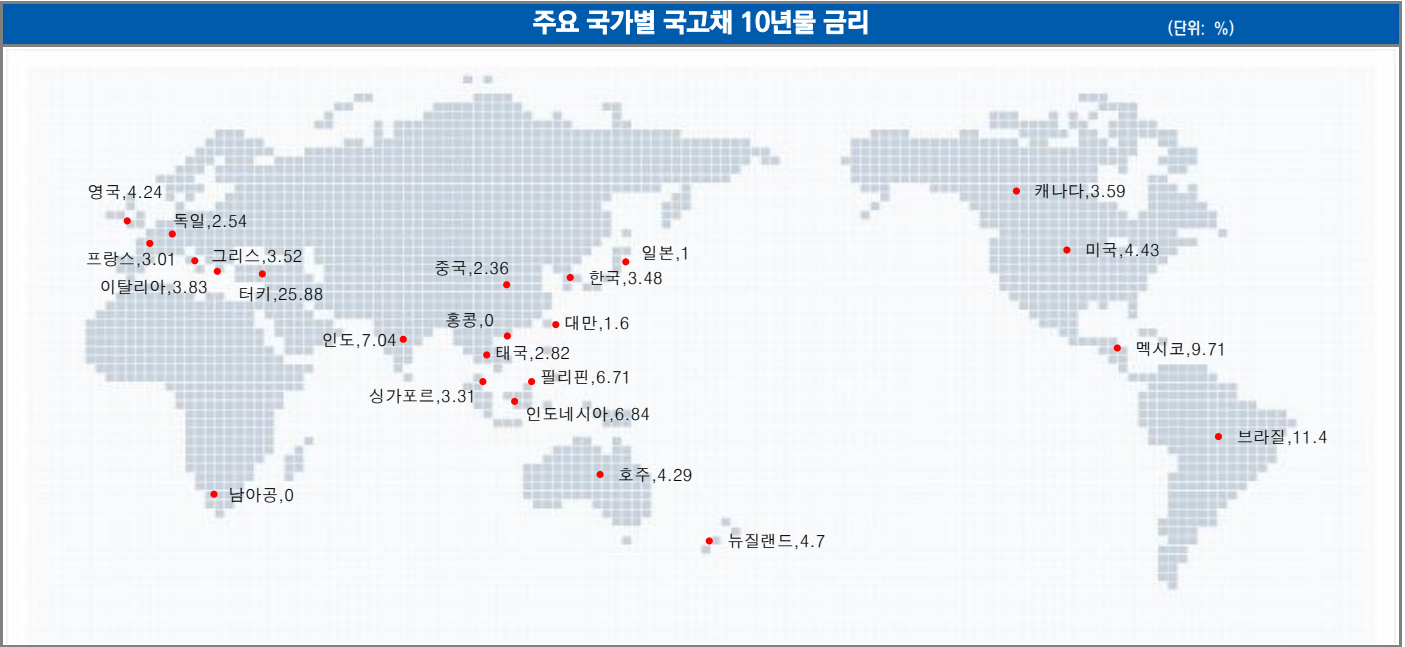 주요 국가별 국고채 10년물 금리
(단위: %)
영국,4.24
캐나다,3.59
독일,2.54
미국,4.43
프랑스,3.01
그리스,3.52
일본,1
중국,2.36
한국,3.48
이탈리아,3.83
터키,25.88
홍콩,0
대만,1.6
인도,7.04
태국,2.82
멕시코,9.71
필리핀,6.71
싱가포르,3.31
인도네시아,6.84
브라질,11.4
호주,4.29
남아공,0
뉴질랜드,4.7